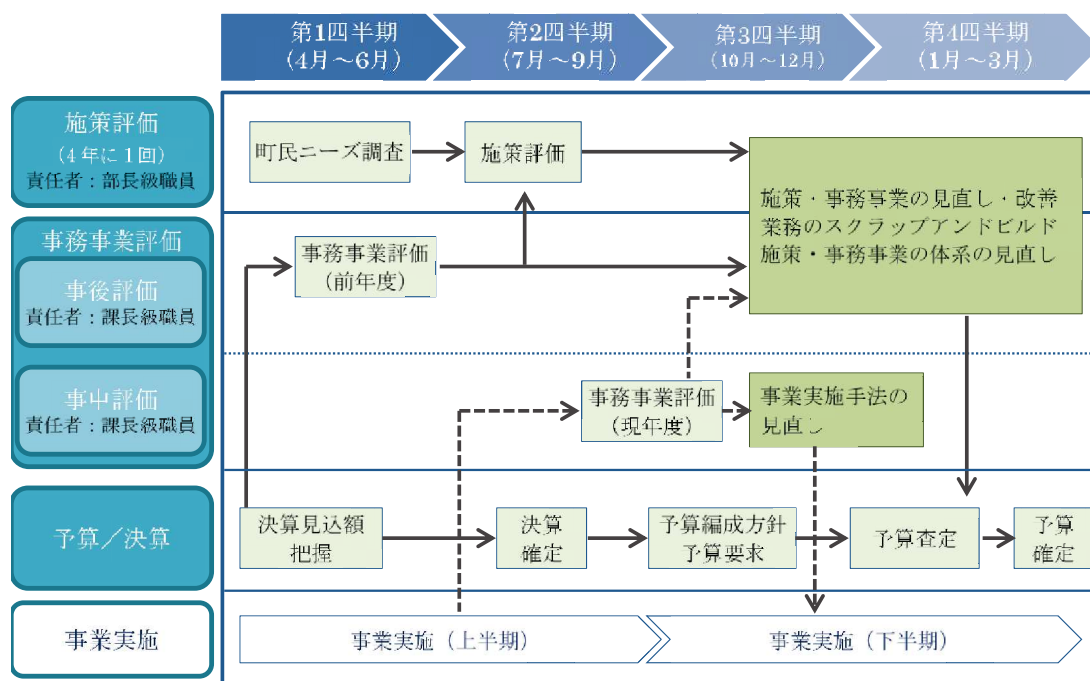 第1四半期
(4月~6月)
第2四半期
(7月~9月)
第3四半期
(10月~12月)
第4四半期
(1月~3月)
施策評価
(4年に1回)
責任者:部長級職員
町民ニーズ調査
施策評価
施策・事務事業の見直し・改善
業務のスクラップアンドビルド
施策・事務事業の体系の見直し
事務事業評価
事後評価
責任者:課長級職員
事務事業評価
(前年度)
事中評価
責任者:課長級職員
事務事業評価
(現年度)
事業実施手法の
見直し
予算/決算
決算見込額
把握
決算
確定
予算編成方針
予算要求
予算査定
予算
確定
事業実施
事業実施(上半期)
事業実施(下半期)